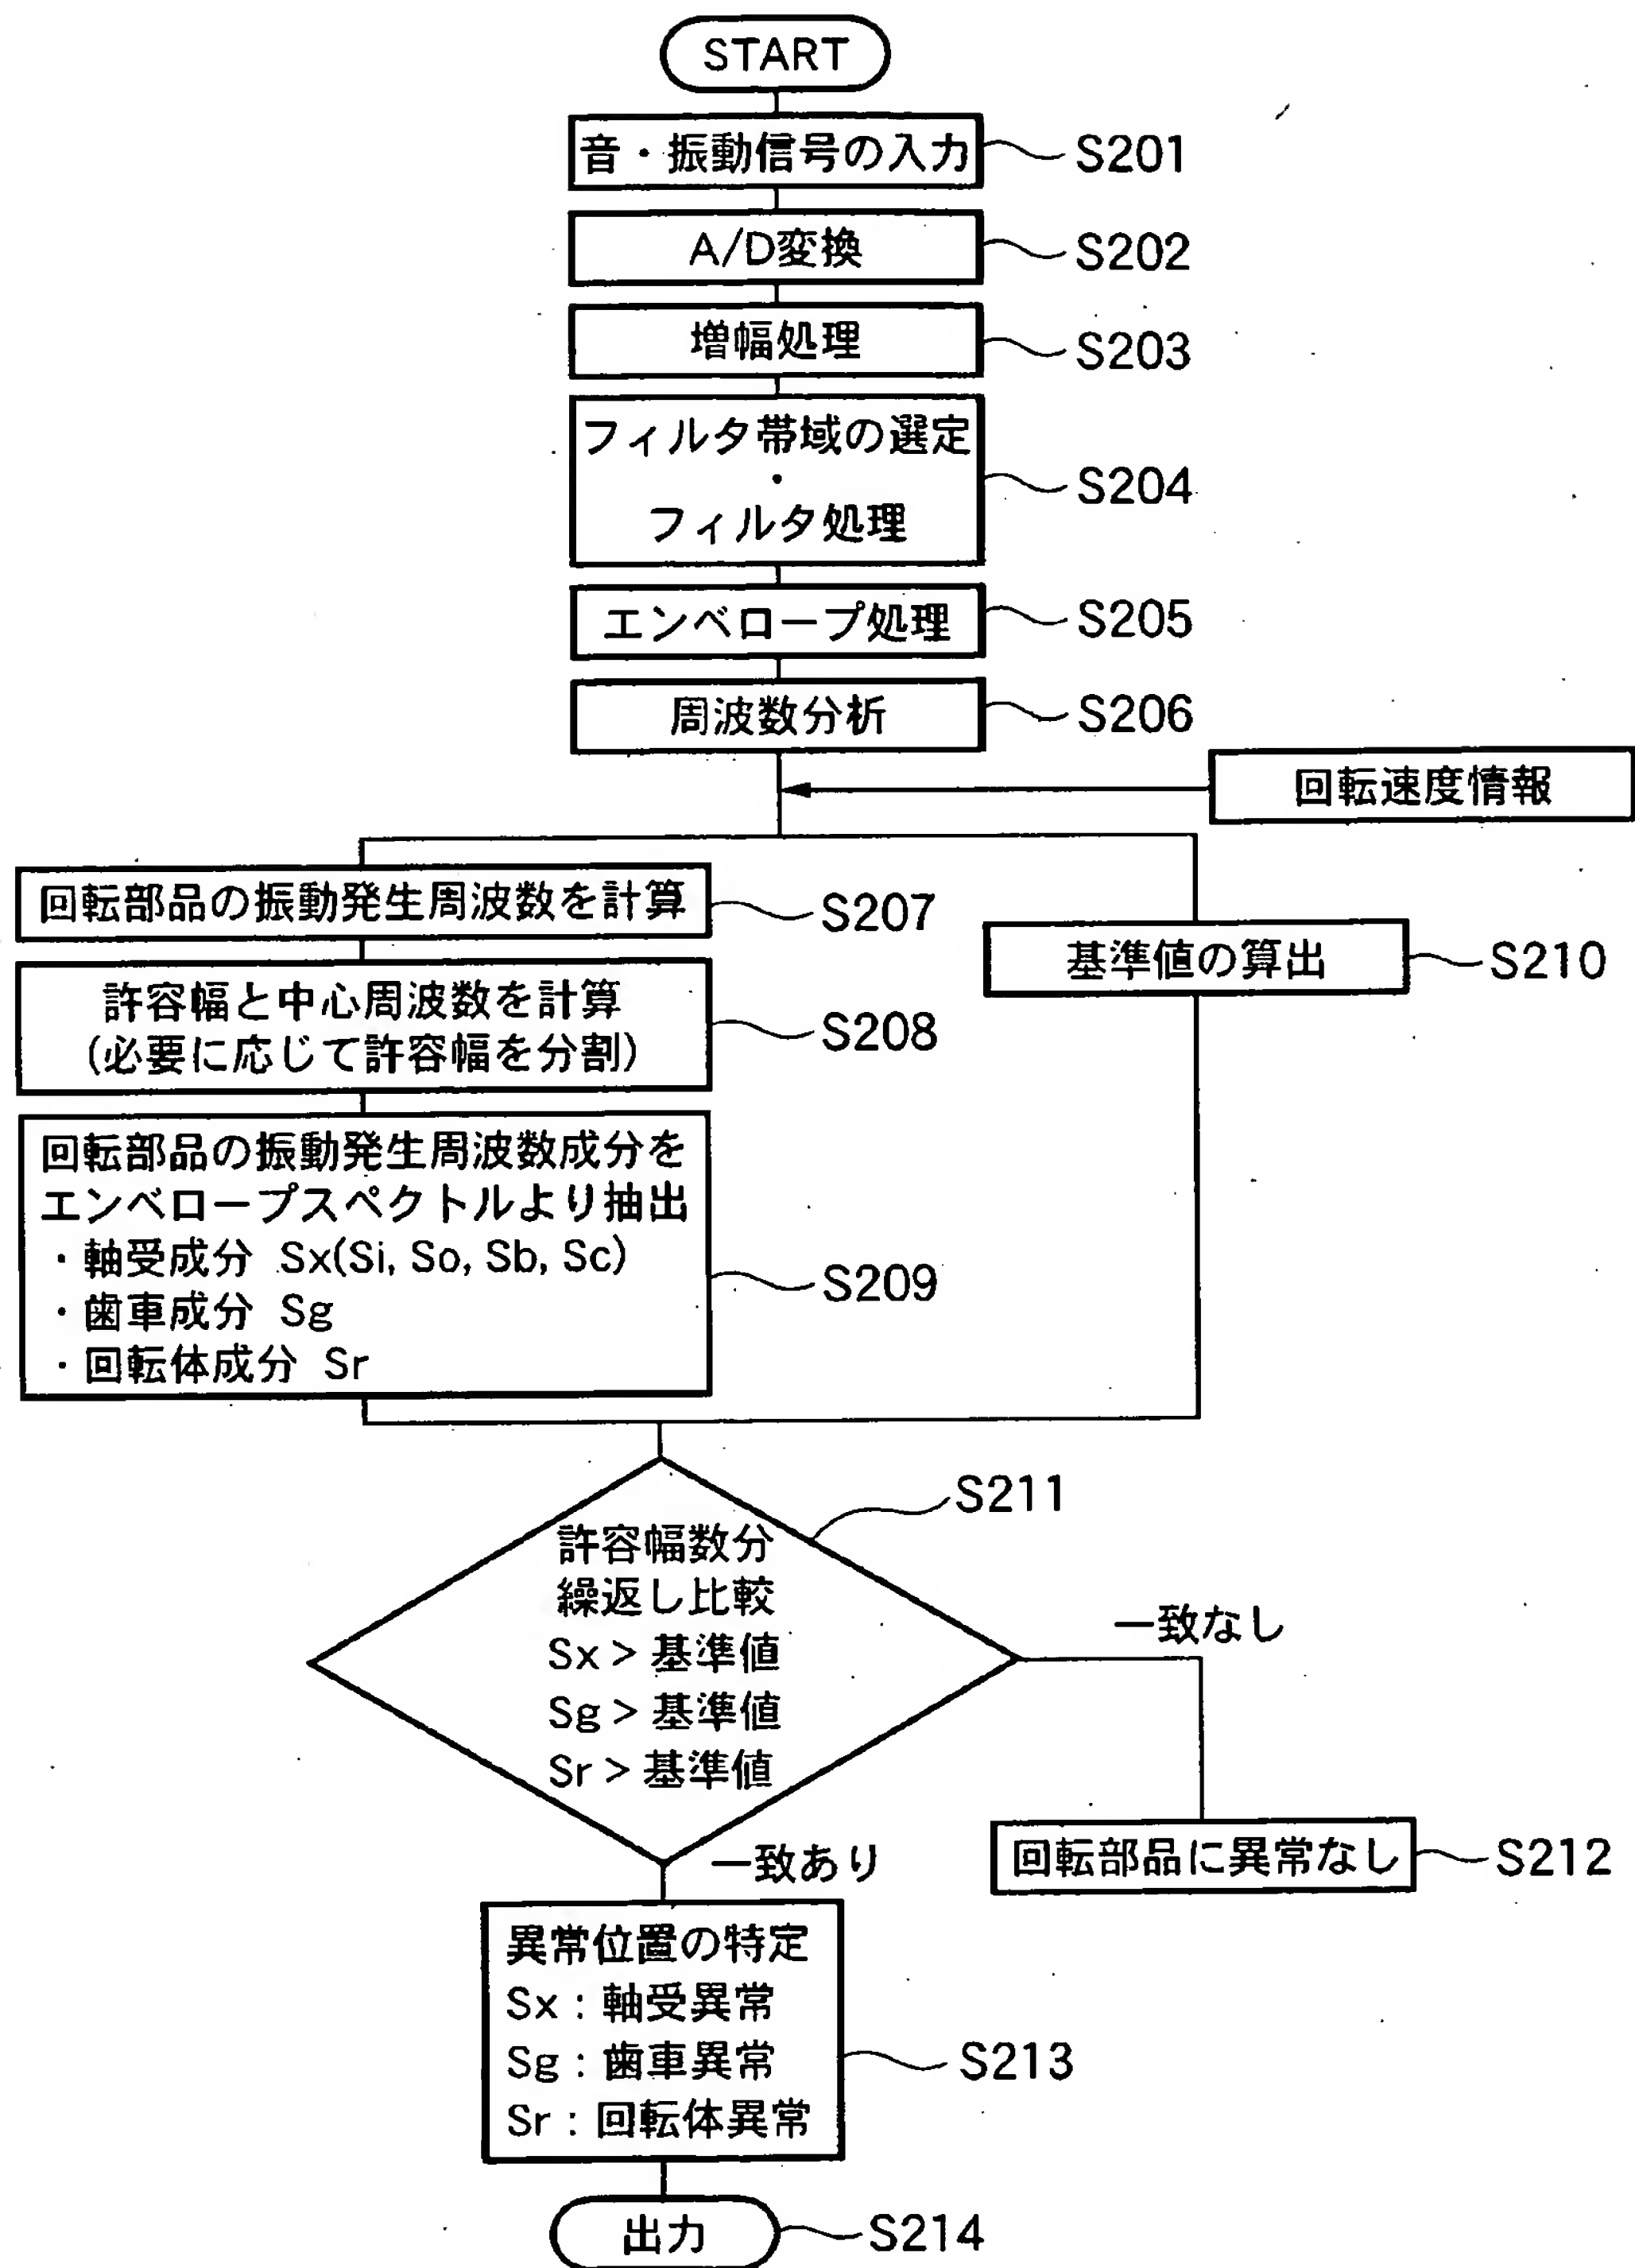 START
音・振動信号の入力
S201
A/D変換
S202
増幅処理
S203
フィルタ帯域の選定
・
フィルタ処理
S204
エンベロープ処理
S205
周波数分析
S206
回転速度情報
回転部品の振動発生周波数を計算
S207
許容幅と中心周波数を計算
(必要に応じて許容幅を分割)
S208
回転部品の振動発生周波数成分を
エンベロープスペクトルより抽出
・軸受成分 Sx(Si, So, Sb, Sc)
・歯車成分 Sg
・回転体成分 Sr
S209
基準値の算出
S210
許容幅数分
繰返し比較
Sx > 基準値
Sg > 基準値
Sr > 基準値
S211
一致なし
回転部品に異常なし
S212
一致あり
異常位置の特定
Sx : 軸受異常
Sg : 歯車異常
Sr : 回転体異常
S213
出力
S214